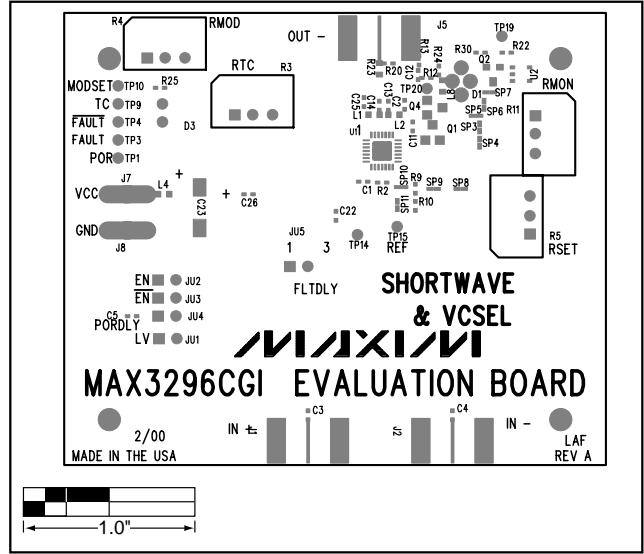 R4
RMOD
OUT -
J5
TP19
RTC
R3
R23
R20
R13
R24
C12
R12
R30
Q2
R22
U2
RMON
MODSET TP10
R25
TC TP9
FAULT TP4
D3
FAULT TP3
POR TP1
TP20
L8
D1
SP7
SP5
SP6
R11
C25
C14
C13
C2
Q4
L1
L2
U1
1
C11
Q1
SP3
SP4
J7
VCC
L4
+
C23
+
C26
C1
R2
SP10
R9
SP9
SP8
SP11
R10
GND
J8
C22
JU5
1 3
TP14
TP15
REF
R5
RSET
FLTDLY
EN JU2
EN JU3
C5
JU4
PORDLY
LV JU1
SHORTWAVE
& VCSEL
MAXIM
MAX3296CGI EVALUATION BOARD
C3
C4
IN +
J1
J2
IN -
2/00
MADE IN THE USA
LAF
REV A
1.0"